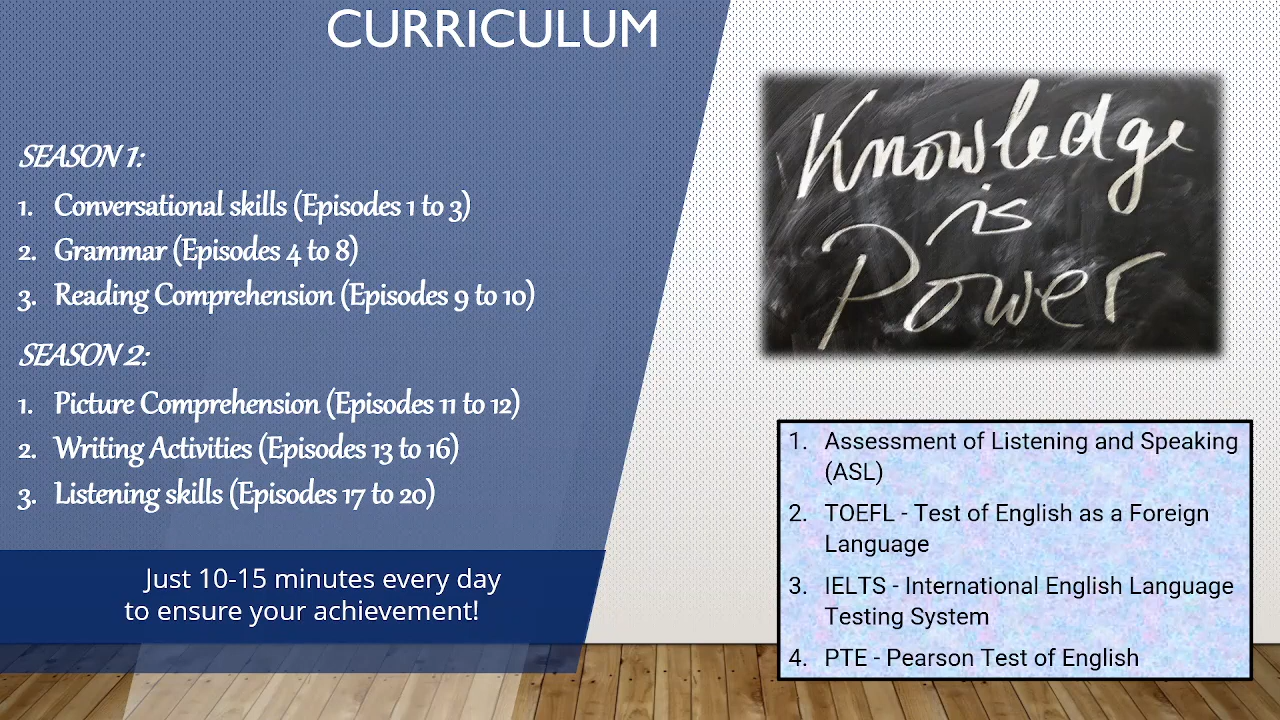 CURRICULUM
SEASON 1:
1. Conversational skills (Episodes 1 to 3)
2. Grammar (Episodes 4 to 8)
3. Reading Comprehension (Episodes 9 to 10)
SEASON 2:
1. Picture Comprehension (Episodes 11 to 12)
2. Writing Activities (Episodes 13 to 16)
3. Listening skills (Episodes 17 to 20)
Just 10-15 minutes every day
to ensure your achievement!
Knowledge
is
Power
1. Assessment of Listening and Speaking
(ASL)
2. TOEFL - Test of English as a Foreign
Language
3. IELTS - International English Language
Testing System
4. PTE - Pearson Test of English